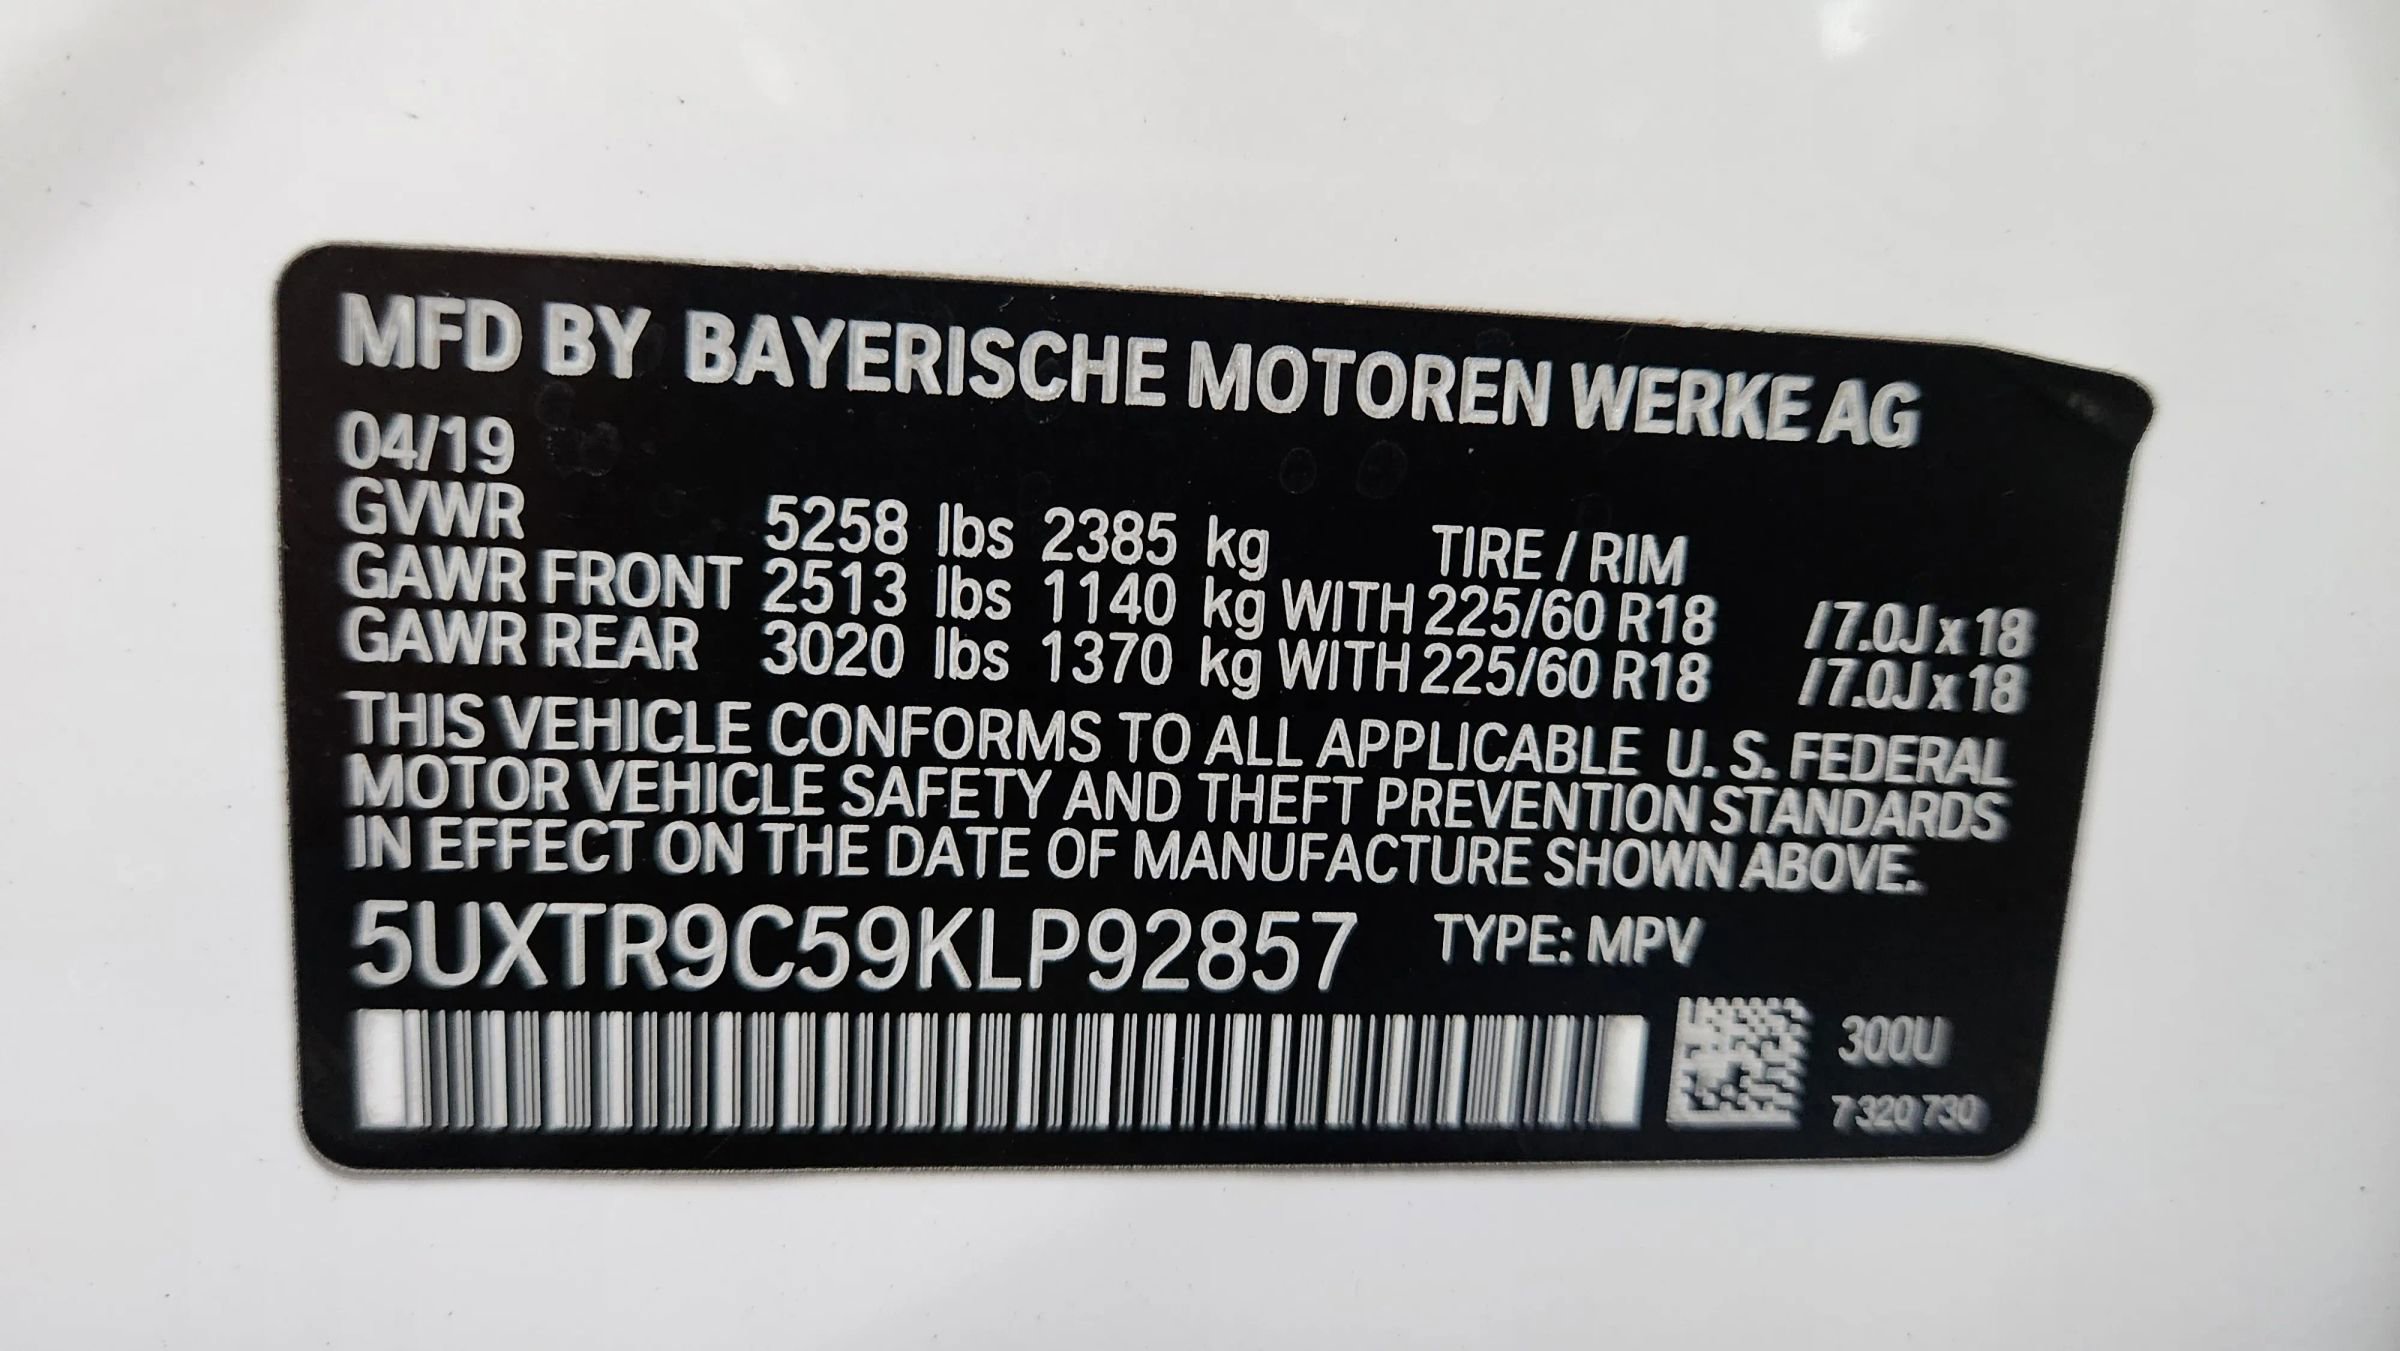 MFD BY BAYERISCHE MOTOREN WERKE AG
04/19
GVWR 5258 lbs 2385 kg TIRE / RIM
GAWR FRONT 2513 lbs 1140 kg WITH 225/60 R18 /7.0J x 18
GAWR REAR 3020 lbs 1370 kg WITH 225/60 R18 /7.0J x 18
THIS VEHICLE CONFORMS TO ALL APPLICABLE U. S. FEDERAL
MOTOR VEHICLE SAFETY AND THEFT PREVENTION STANDARDS
IN EFFECT ON THE DATE OF MANUFACTURE SHOWN ABOVE.
5UXTR9C59KLP92857 TYPE: MPV
300U
7 320 730